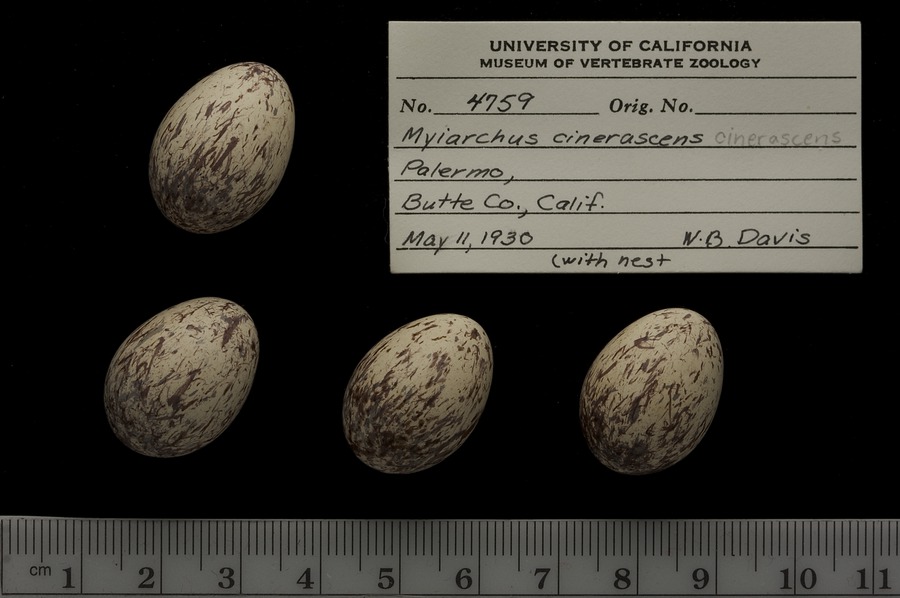 UNIVERSITY OF CALIFORNIA
MUSEUM OF VERTEBRATE ZOOLOGY
No. 4759 Orig. No.
Myiarchus cinerascens cinerascens
Palermo,
Butte Co., Calif.
May 11, 1930 W.B. Davis
(with nest
cm 1 2 3 4 5 6 7 8 9 10 11